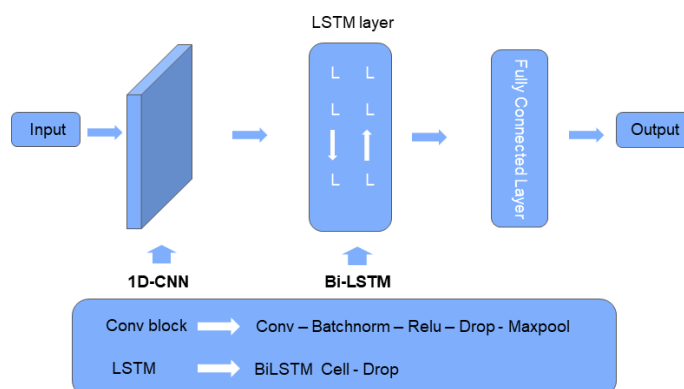 LSTM layer
L L
L L
L L
Input
Fully Connected Layer
Output
1D-CNN
Bi-LSTM
Conv block
Conv – Batchnorm – Relu – Drop - Maxpool
LSTM
BiLSTM Cell - Drop